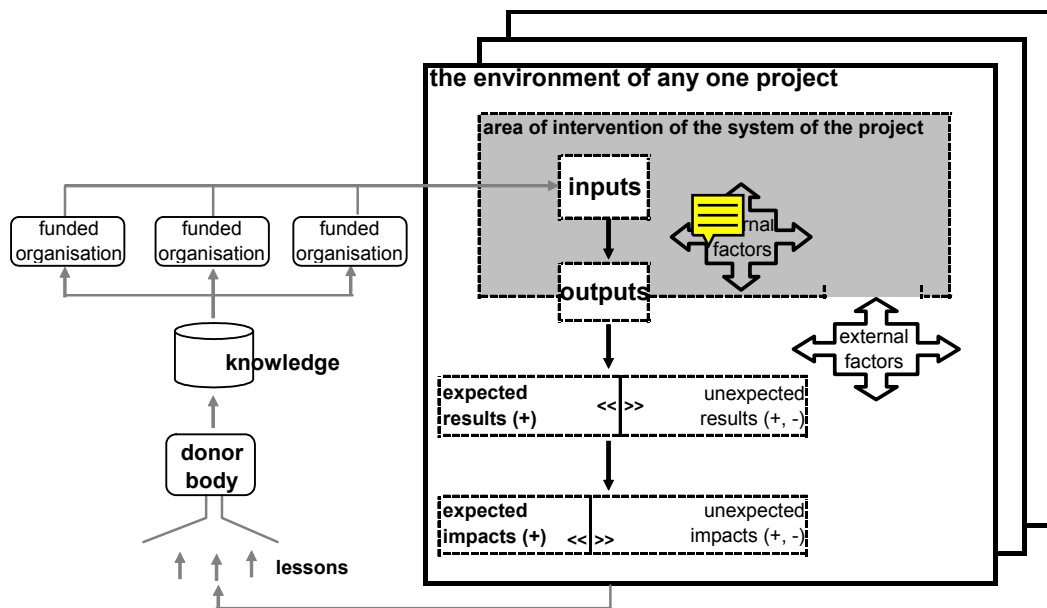 the environment of any one project
area of intervention of the system of the project
inputs
funded
organisation
funded
organisation
funded
organisation
factors
outputs
external
factors
knowledge
expected
results (+)
<< >>
unexpected
results (+, -)
donor
body
expected
impacts (+)
<< >>
unexpected
impacts (+, -)
lessons